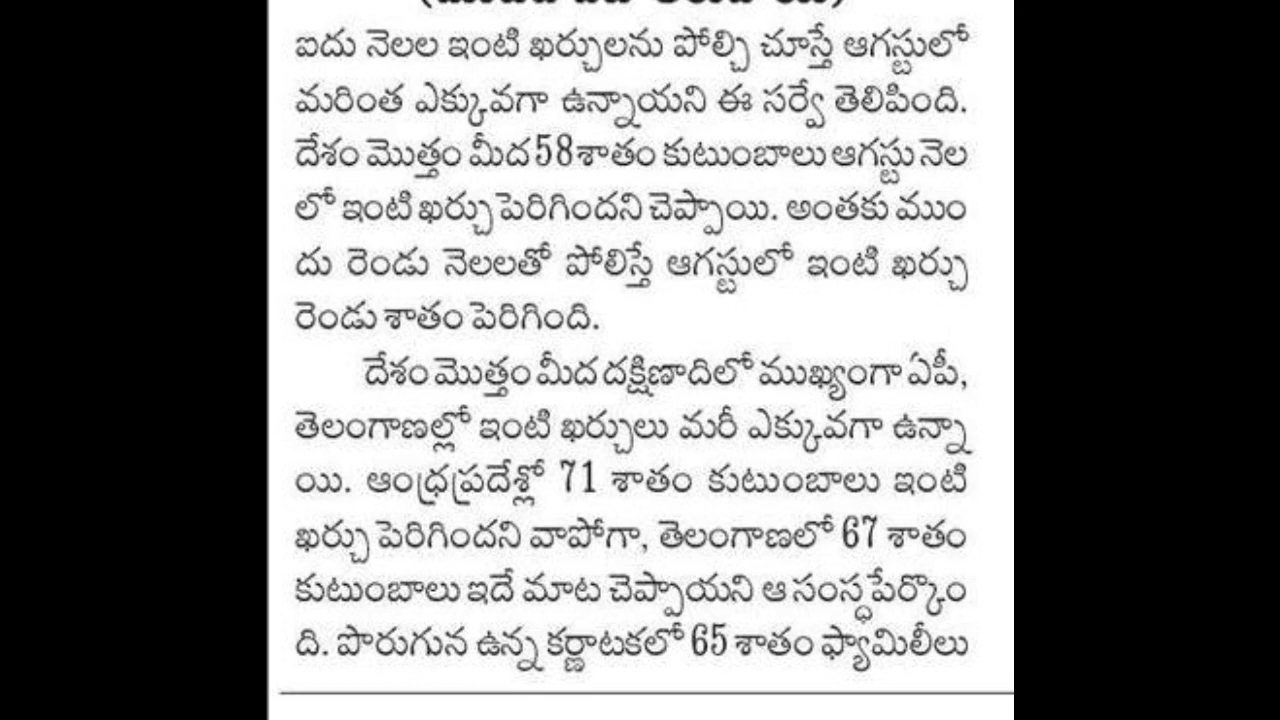 ఐదు నెలల ఇంటి ఖర్చులను పోల్చి చూస్తే ఆగస్టులో
మరింత ఎక్కువగా ఉన్నాయని ఈ సర్వే తెలిపింది.
దేశం మొత్తం మీద 58 శాతం కుటుంబాలు ఆగస్టు నెల
లో ఇంటి ఖర్చు పెరిగిందని చెప్పాయి. అంతకు ముం
దు రెండు నెలలతో పోలిస్తే ఆగస్టులో ఇంటి ఖర్చు
రెండు శాతం పెరిగింది.
దేశం మొత్తం మీద దక్షిణాదిలో ముఖ్యంగా ఏపీ,
తెలంగాణల్లో ఇంటి ఖర్చులు మరీ ఎక్కువగా ఉన్నా
యి. ఆంధ్రప్రదేశ్లో 71 శాతం కుటుంబాలు ఇంటి
ఖర్చు పెరిగిందని వాపోగా, తెలంగాణలో 67 శాతం
కుటుంబాలు ఇదే మాట చెప్పాయని ఆ సంస్ధ పేర్కొం
ది. పొరుగున ఉన్న కర్ణాటకలో 65 శాతం ఫ్యామిలీలు